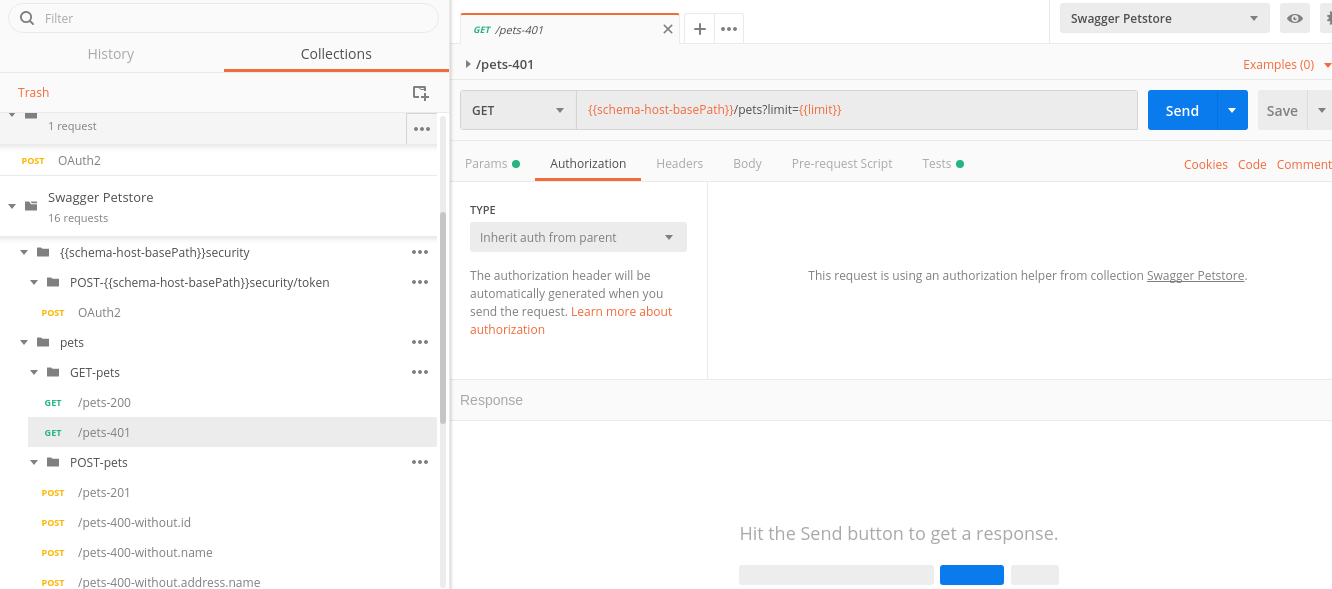 Filter
History
Collections
Trash
1 request
POST OAuth2
Swagger Petstore
16 requests
{{schema-host-basePath}}security
POST-{{schema-host-basePath}}security/token
POST OAuth2
pets
GET-pets
GET /pets-200
GET /pets-401
POST-pets
POST /pets-201
POST /pets-400-without.id
POST /pets-400-without.name
POST /pets-400-without.address.name
GET /pets-401
Swagger Petstore
/pets-401
Examples (0)
GET
{{schema-host-basePath}}/pets?limit={{limit}}
Send
Save
Params
Authorization
Headers
Body
Pre-request Script
Tests
Cookies
Code
Comment
TYPE
Inherit auth from parent
The authorization header will be
automatically generated when you
send the request. Learn more about
authorization
This request is using an authorization helper from collection Swagger Petstore.
Response
Hit the Send button to get a response.